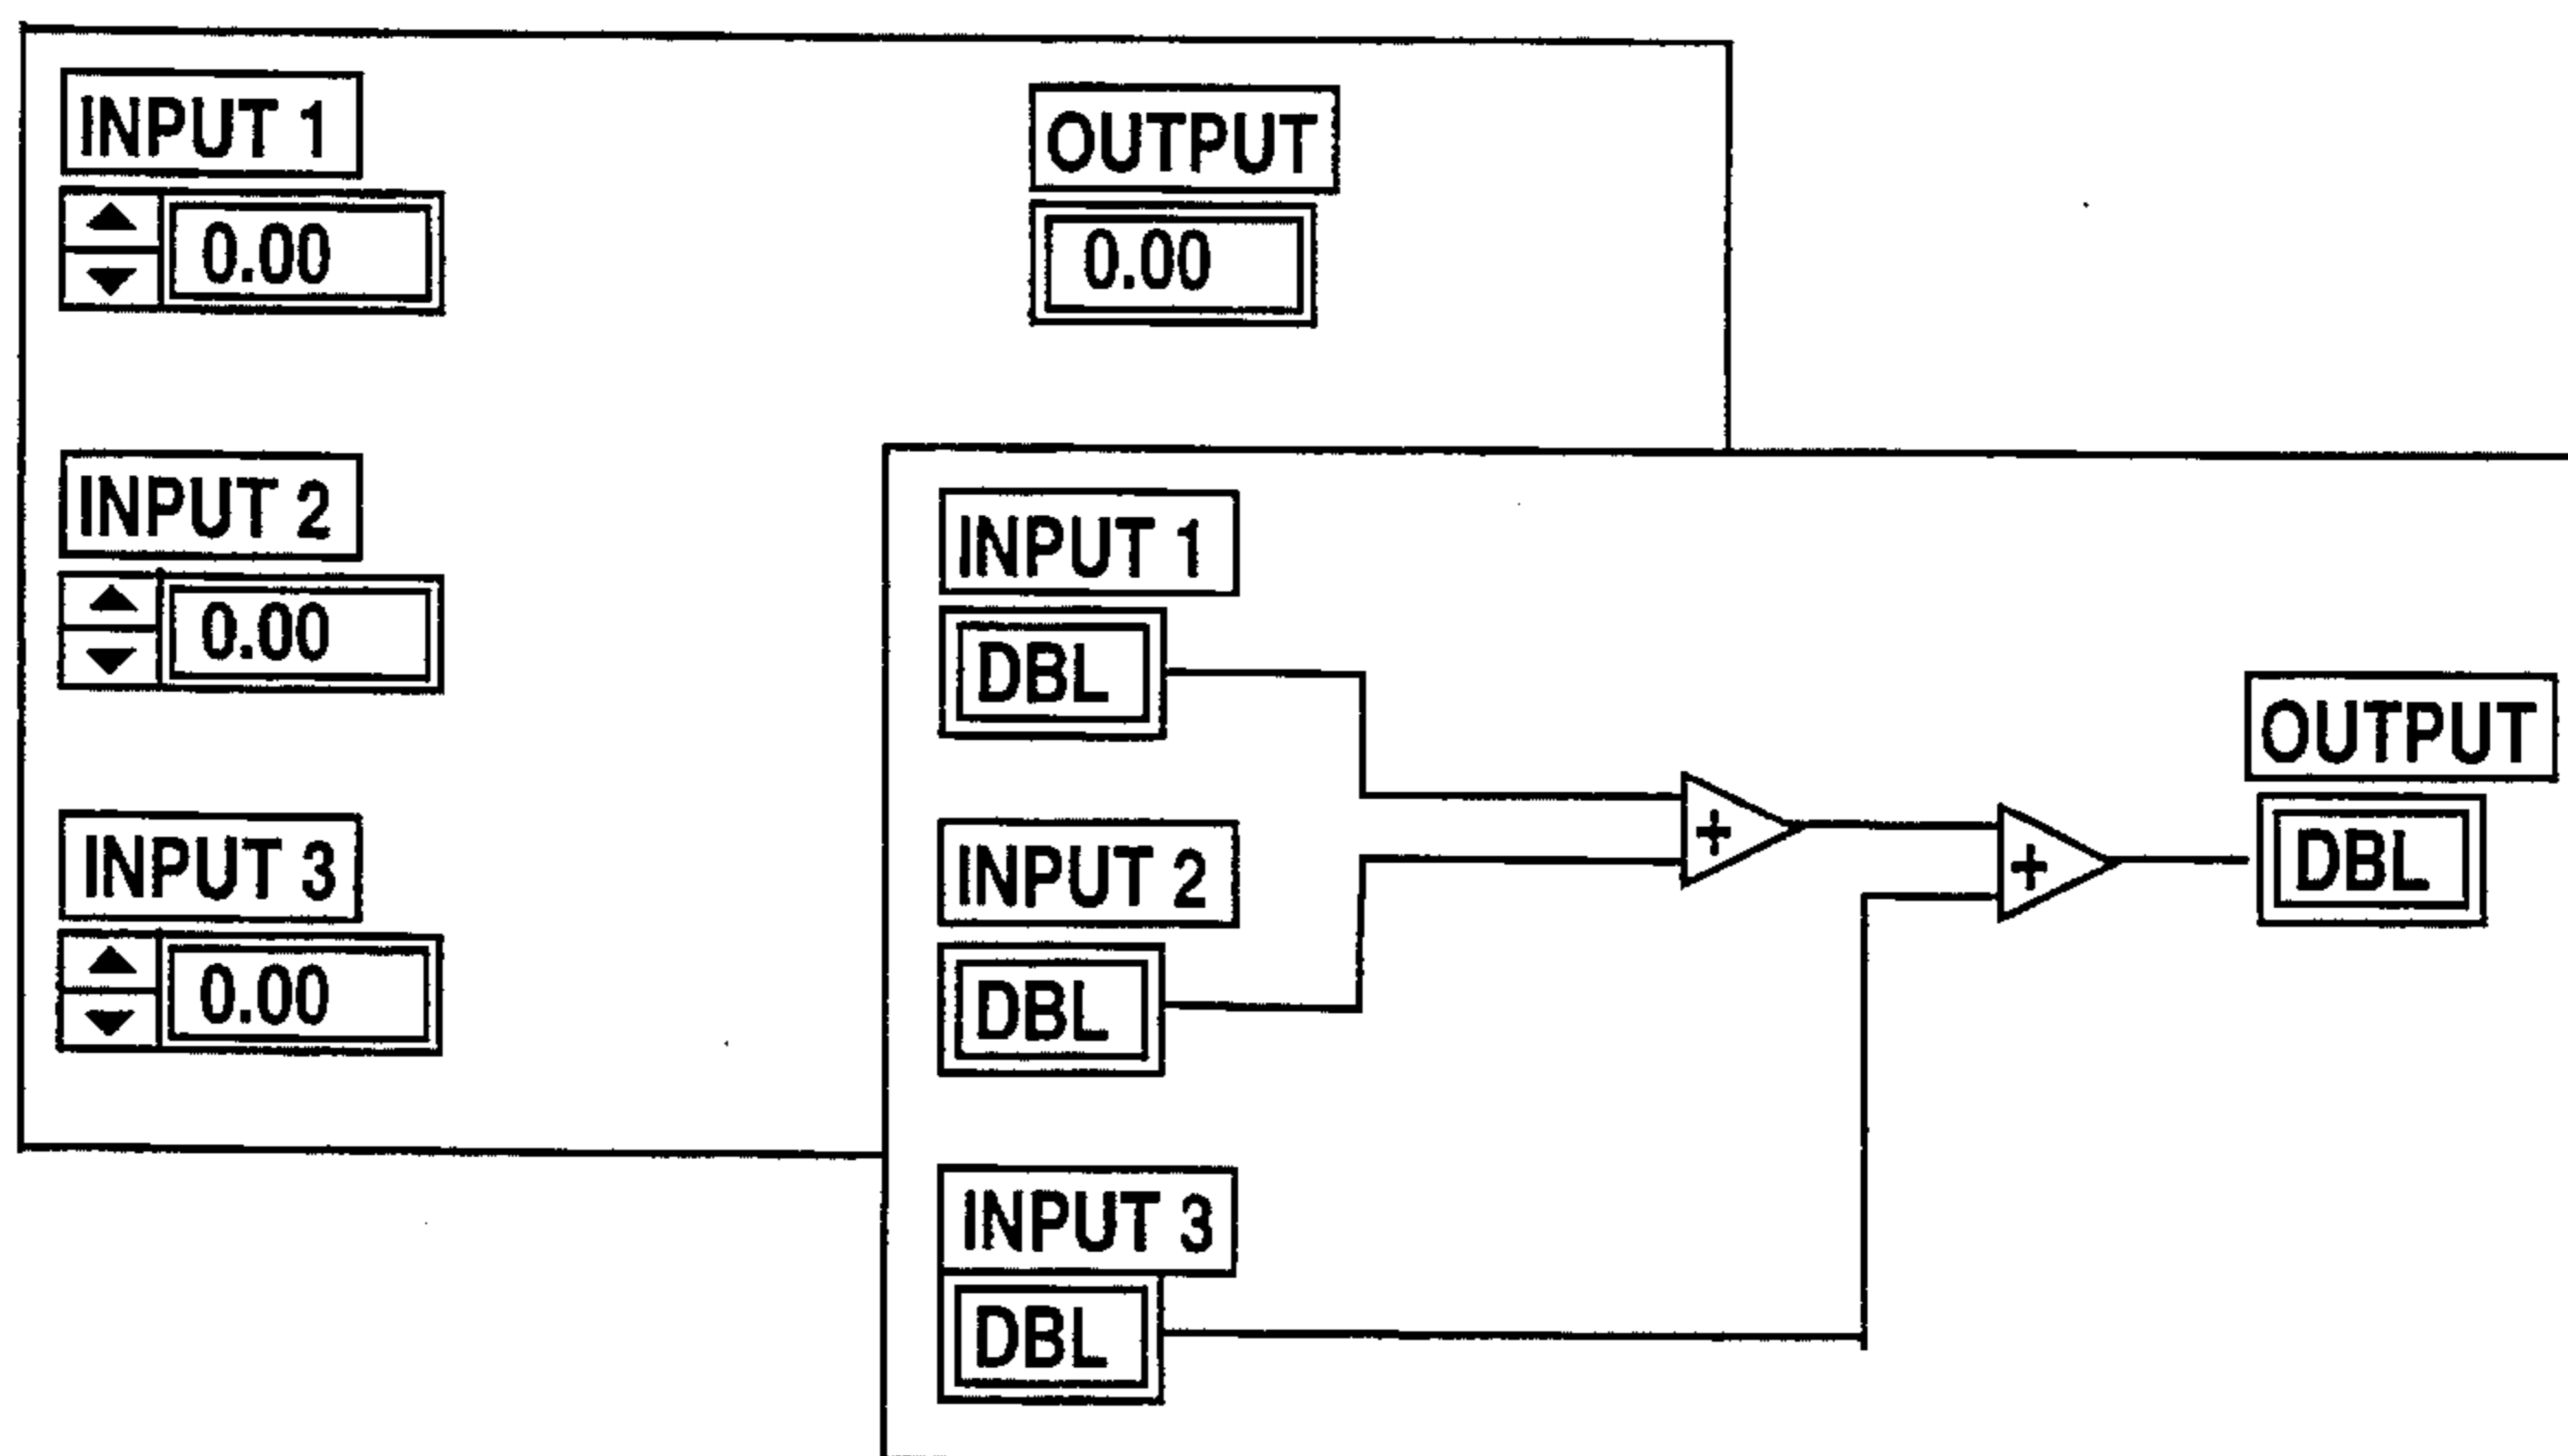 INPUT 1
0.00
OUTPUT
0.00
INPUT 2
0.00
INPUT 3
0.00
INPUT 1
DBL
INPUT 2
DBL
INPUT 3
DBL
+
+
OUTPUT
DBL